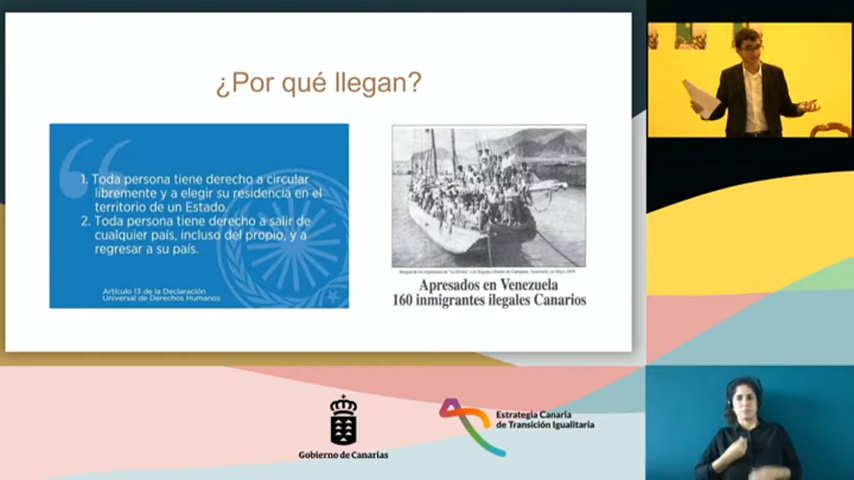 ¿Por qué llegan?
1. Toda persona tiene derecho a circular
libremente y a elegir su residencia en el
territorio de un Estado.
2. Toda persona tiene derecho a salir de
cualquier país, incluso del propio, y a
regresar a su país.
Artículo 13 de la Declaración
Universal de Derechos Humanos
Apresados en Venezuela
160 inmigrantes ilegales Canarios
Gobierno de Canarias
Estrategia Canaria
de Transición Igualitaria